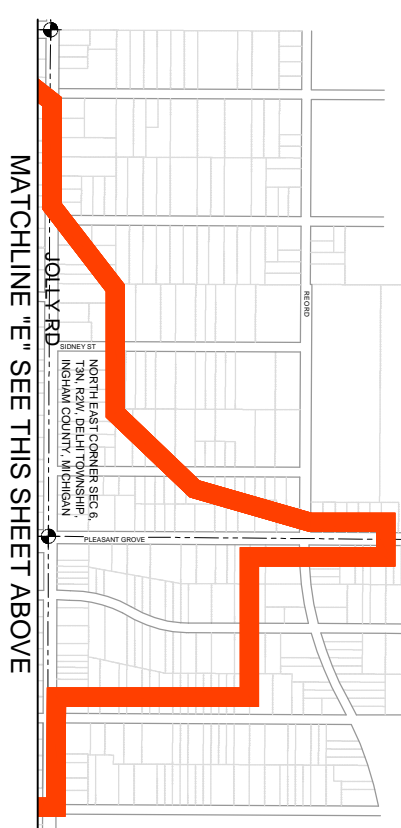 MATCHLINE "E" SEE THIS SHEET ABOVE
JOLLY RD
SIDNEY ST
REORD
NORTH EAST CORNER SEC 6,
T3N, R2W, DELHI TOWNSHIP,
INGHAM COUNTY, MICHIGAN
PLEASANT GROVE